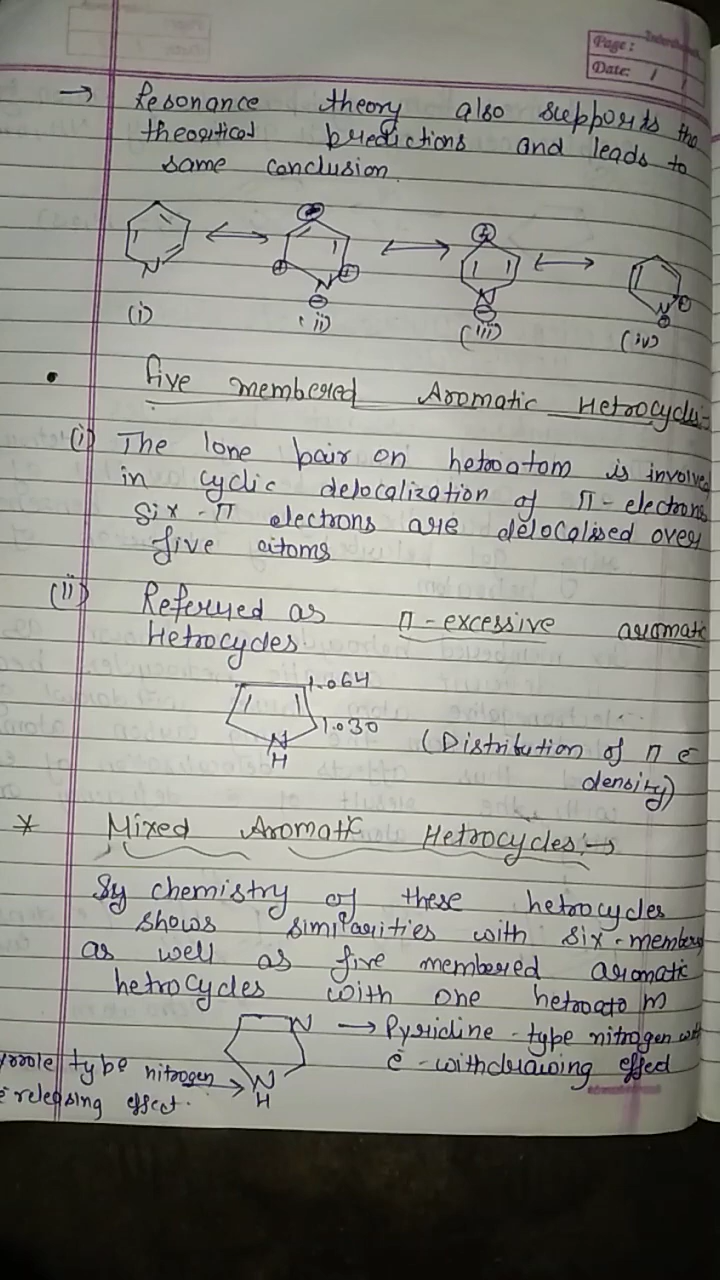 Page:
Date: / /
→ Resonance theory also supports the
theoritical predictions and leads to
same conclusion.
N
(i)
⊕ ⊕ N ⊖
(ii)
⊕ N ⊖
(iii)
N ⊕ ⊖
(iv)
• five membered Aromatic Hetrocycles-
(i) The lone pair on hetroatom is involved
in cyclic delocalization of π-electrons
six-π electrons are delocalised over
five atoms
(ii) Referred as π-excessive aromatic
Hetrocycles.
1.064
1.030
N
H
(Distribution of π e⁻
density)
* Mixed Aromatic Hetrocycles:→
Sy chemistry of these hetrocycles
shows similarities with six-member
as well as five membered aromatic
hetrocycles with one hetroatom
N → Pyridine-type nitrogen with
e⁻-withdrawing effect
yrrole type nitrogen → N
H
e⁻ releasing effect.